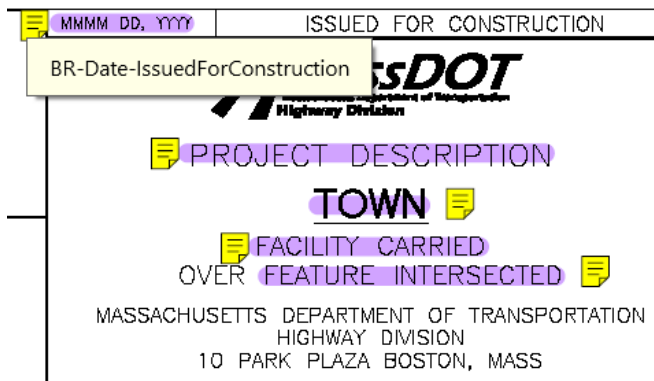 MMMM DD, YYYY ISSUED FOR CONSTRUCTION
BR-Date-IssuedForConstruction
Highway Division
PROJECT DESCRIPTION
TOWN
FACILITY CARRIED
OVER FEATURE INTERSECTED
MASSACHUSETTS DEPARTMENT OF TRANSPORTATION
HIGHWAY DIVISION
10 PARK PLAZA BOSTON, MASS